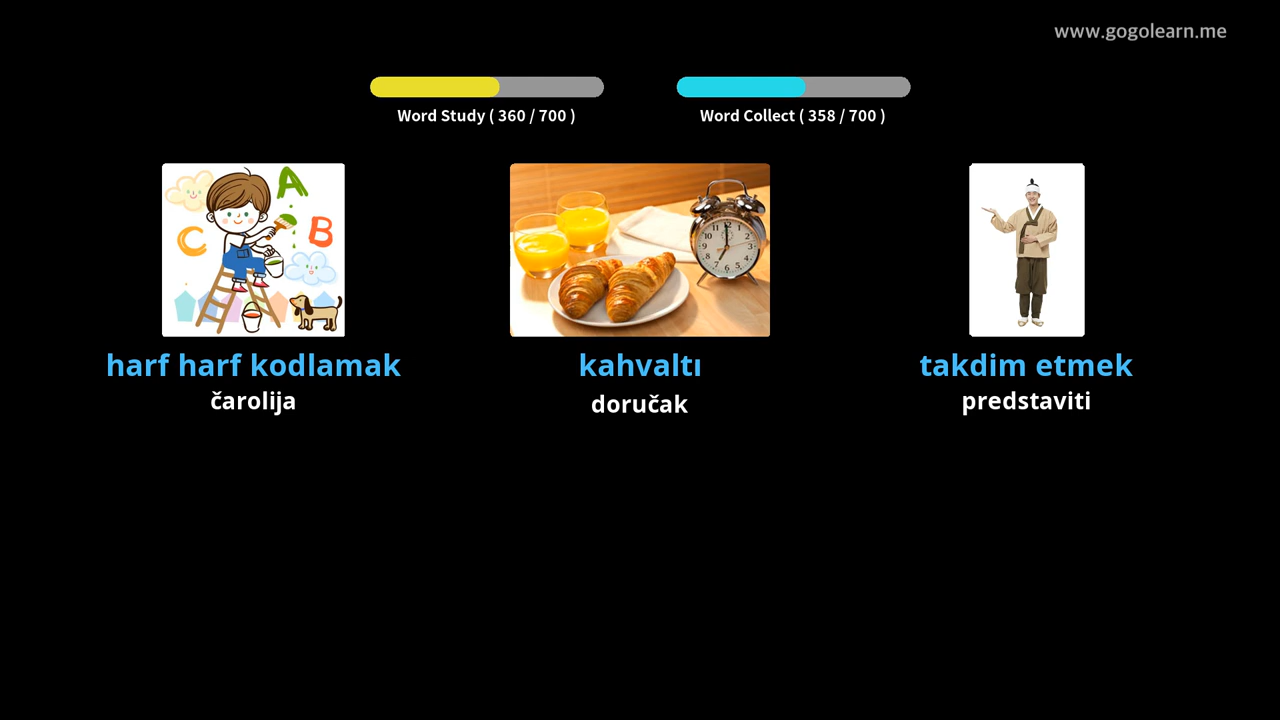 www.gogolearn.me
Word Study ( 360 / 700 )
Word Collect ( 358 / 700 )
A
B
C
harf harf kodlamak
kahvaltı
takdim etmek
čarolija
doručak
predstaviti